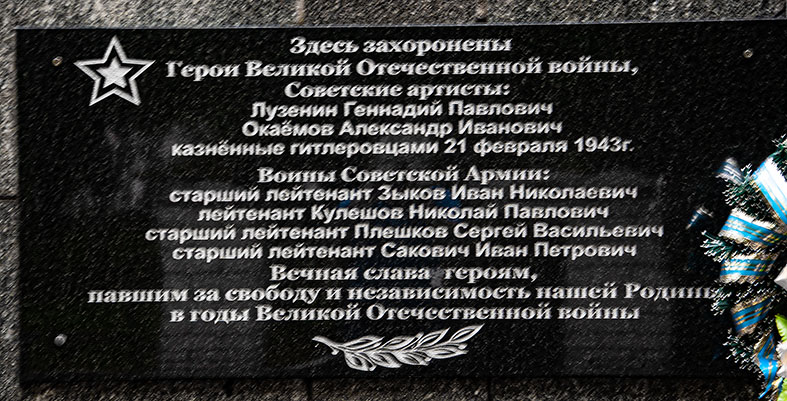 Здесь захоронены
Герои Великой Отечественной войны,
Советские артисты:
Лузенин Геннадий Павлович
Окаёмов Александр Иванович
казнённые гитлеровцами 21 февраля 1943г.
Воины Советской Армии:
старший лейтенант Зыков Иван Николаевич
лейтенант Кулешов Николай Павлович
старший лейтенант Плешков Сергей Васильевич
старший лейтенант Сакович Иван Петрович
Вечная слава героям,
павшим за свободу и независимость нашей Родины
в годы Великой Отечественной войны